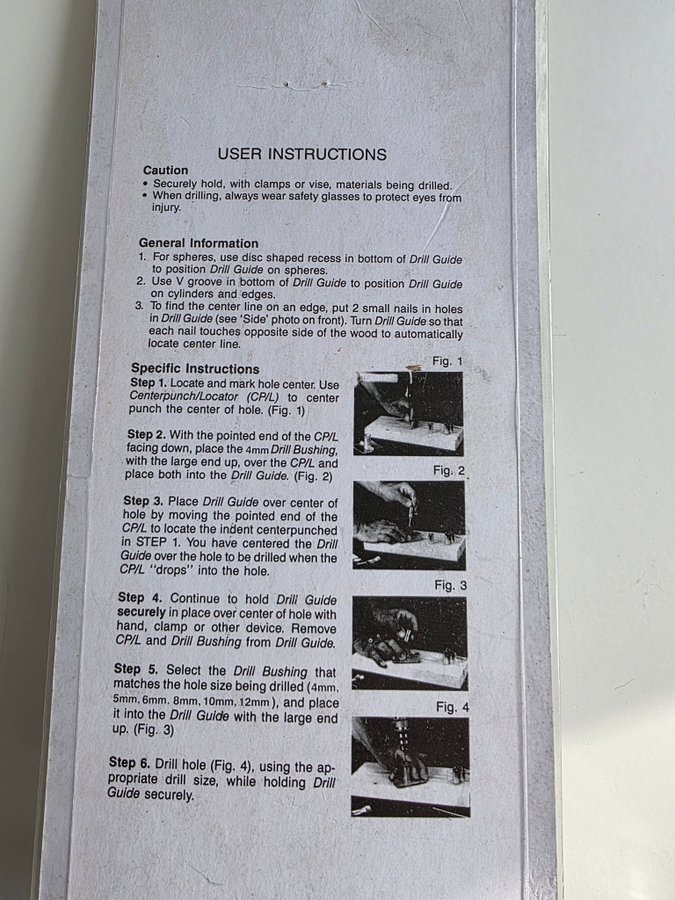 USER INSTRUCTIONS
Caution
• Securely hold, with clamps or vise, materials being drilled.
• When drilling, always wear safety glasses to protect eyes from
injury.
General Information
1. For spheres, use disc shaped recess in bottom of Drill Guide
to position Drill Guide on spheres.
2. Use V groove in bottom of Drill Guide to position Drill Guide
on cylinders and edges.
3. To find the center line on an edge, put 2 small nails in holes
in Drill Guide (see 'Side' photo on front). Turn Drill Guide so that
each nail touches opposite side of the wood to automatically
locate center line.
Specific Instructions
Step 1. Locate and mark hole center. Use
Centerpunch/Locator (CP/L) to center
punch the center of hole. (Fig. 1)
Fig. 1
Step 2. With the pointed end of the CP/L
facing down, place the 4mm Drill Bushing,
with the large end up, over the CP/L and
place both into the Drill Guide. (Fig. 2)
Fig. 2
Step 3. Place Drill Guide over center of
hole by moving the pointed end of the
CP/L to locate the indent centerpunched
in STEP 1. You have centered the Drill
Guide over the hole to be drilled when the
CP/L "drops" into the hole.
Fig. 3
Step 4. Continue to hold Drill Guide
securely in place over center of hole with
hand, clamp or other device. Remove
CP/L and Drill Bushing from Drill Guide.
Step 5. Select the Drill Bushing that
matches the hole size being drilled (4mm,
5mm, 6mm, 8mm, 10mm, 12mm), and place
it into the Drill Guide with the large end
up. (Fig. 3)
Fig. 4
Step 6. Drill hole (Fig. 4), using the ap-
propriate drill size, while holding Drill
Guide securely.